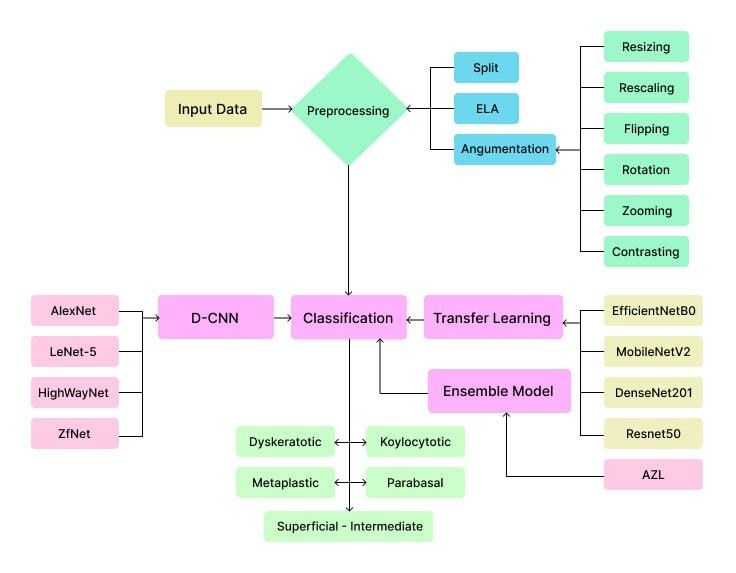 Input Data
Preprocessing
Split
ELA
Angumentation
Resizing
Rescaling
Flipping
Rotation
Zooming
Contrasting
AlexNet
LeNet-5
HighWayNet
ZfNet
D-CNN
Classification
Transfer Learning
Ensemble Model
EfficientNetB0
MobileNetV2
DenseNet201
Resnet50
AZL
Dyskeratotic
Koylocytotic
Metaplastic
Parabasal
Superficial - Intermediate